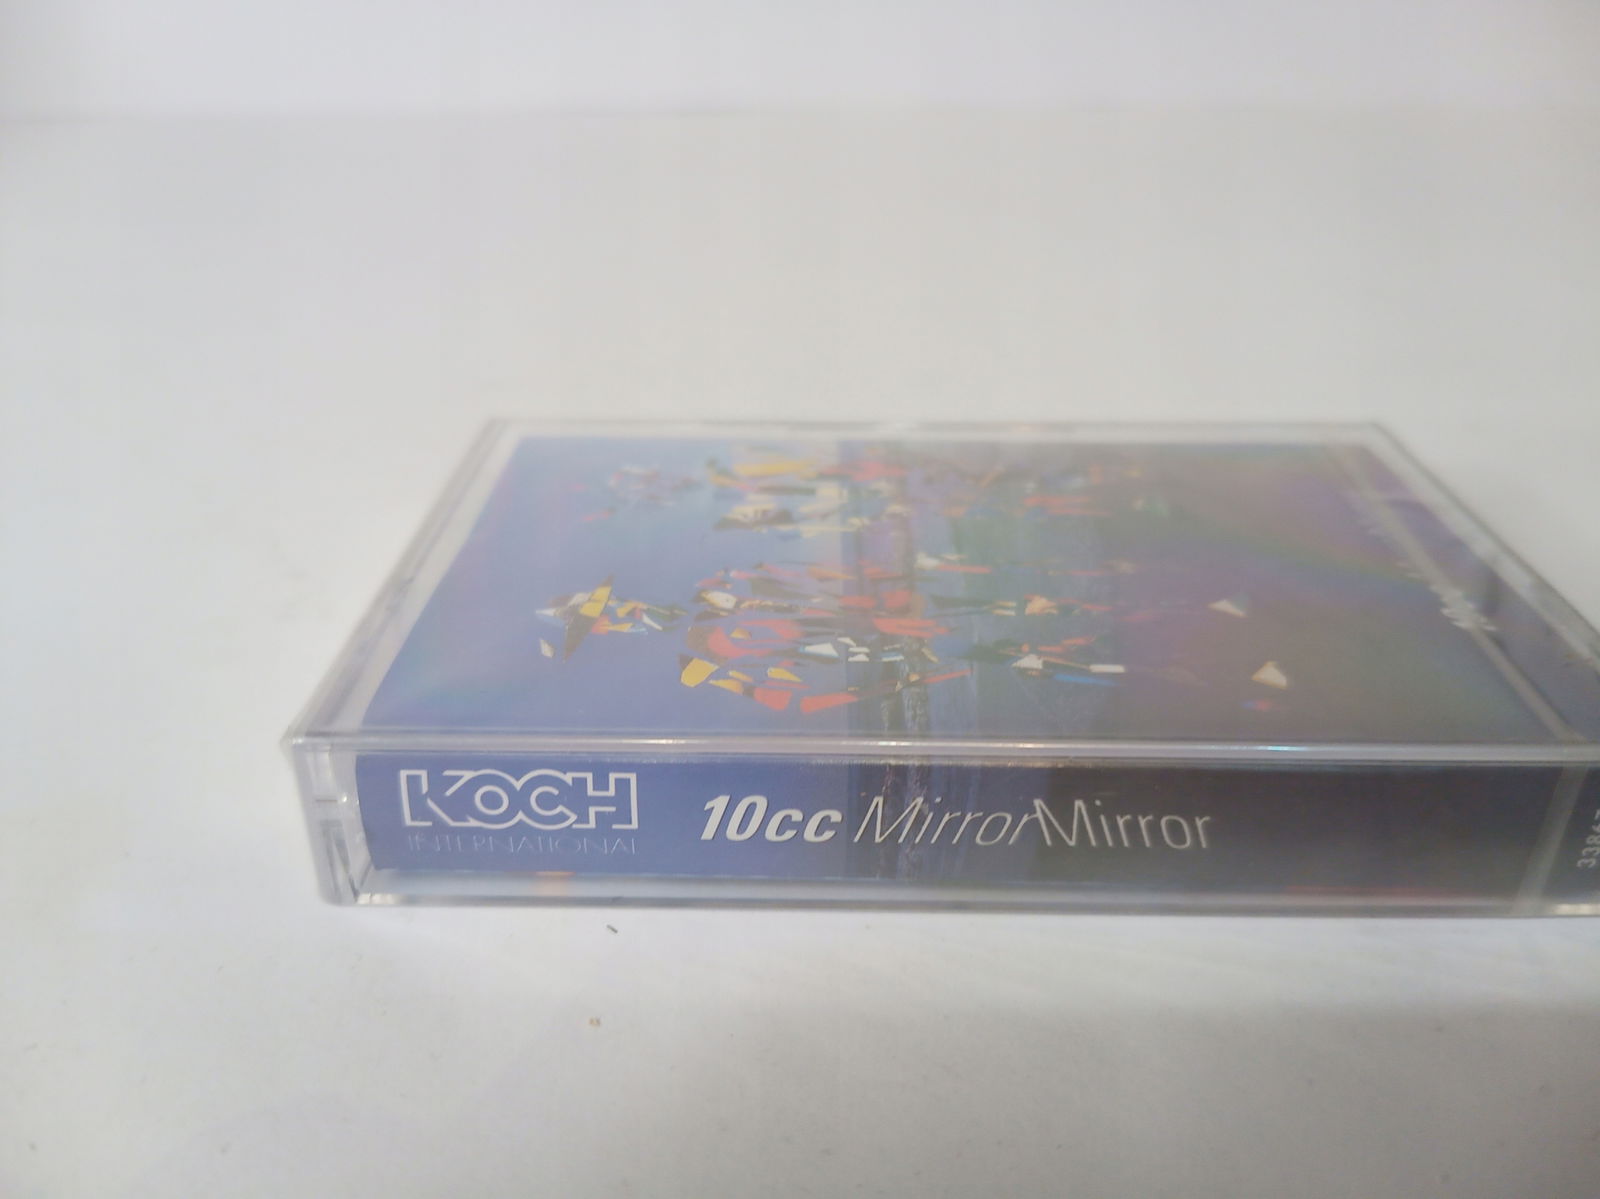 KOCH
INTERNATIONAL
10cc MirrorMirror